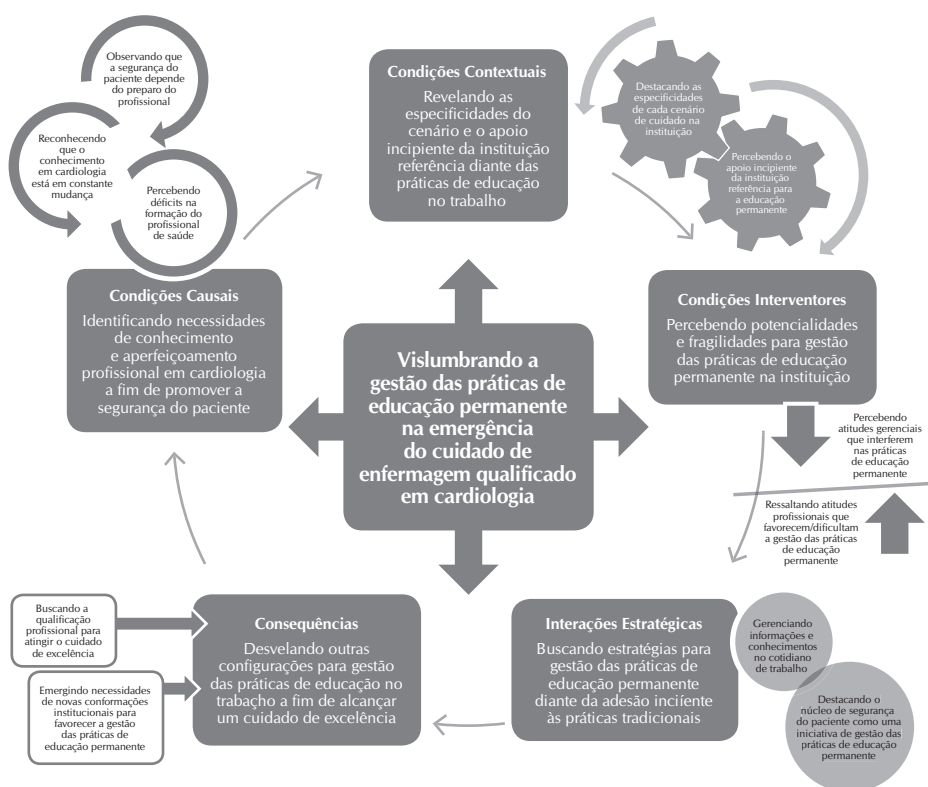 Observando que
a segurança do
paciente depende
do preparo do
profissional
Reconhecendo
que o
conhecimento
em cardiologia
está em constante
mudança
Percebendo
déficits na
formação do
profissional
de saúde
Condições Causais
Identificando necessidades
de conhecimento
e aperfeiçoamento
profissional em cardiologia
a fim de promover a
segurança do paciente
Condições Contextuais
Revelando as
especificidades do
cenário e o apoio
incipiente da instituição
referência diante das
práticas de educação
no trabalho
Destacando as
especificidades
de cada cenário
de cuidado na
instituição
Percebendo o
apoio incipiente
da instituição
referência para
a educação
permanente
Condições Interventores
Percebendo potencialidades
e fragilidades para gestão
das práticas de educação
permanente na instituição
Percebendo
atitudes gerenciais
que interferem
nas práticas
de educação
permanente
Ressaltando atitudes
profissionais que
favorecem/dificultam
a gestão das práticas
de educação
permanente
Vislumbrando a
gestão das práticas de
educação permanente
na emergência
do cuidado de
enfermagem qualificado
em cardiologia
Interações Estratégicas
Buscando estratégias para
gestão das práticas de
educação permanente
diante da adesão inciífente
às práticas tradicionais
Gerenciando
informações e
conhecimentos
no cotidiano
de trabalho
Destacando o
núcleo de segurança
do paciente como uma
iniciativa de gestão das
práticas de educação
permanente
Consequências
Desvelando outras
configurações para gestão
das práticas de educação no
trabaçho a fim de alcançar
um cuidado de excelência
Buscando a
qualificação
profissional para
atingir o cuidado
de exceléncia
Emergindo necessidades
de novas conformações
institucionais para
favorecer a gestão
das práticas de
educação permanente